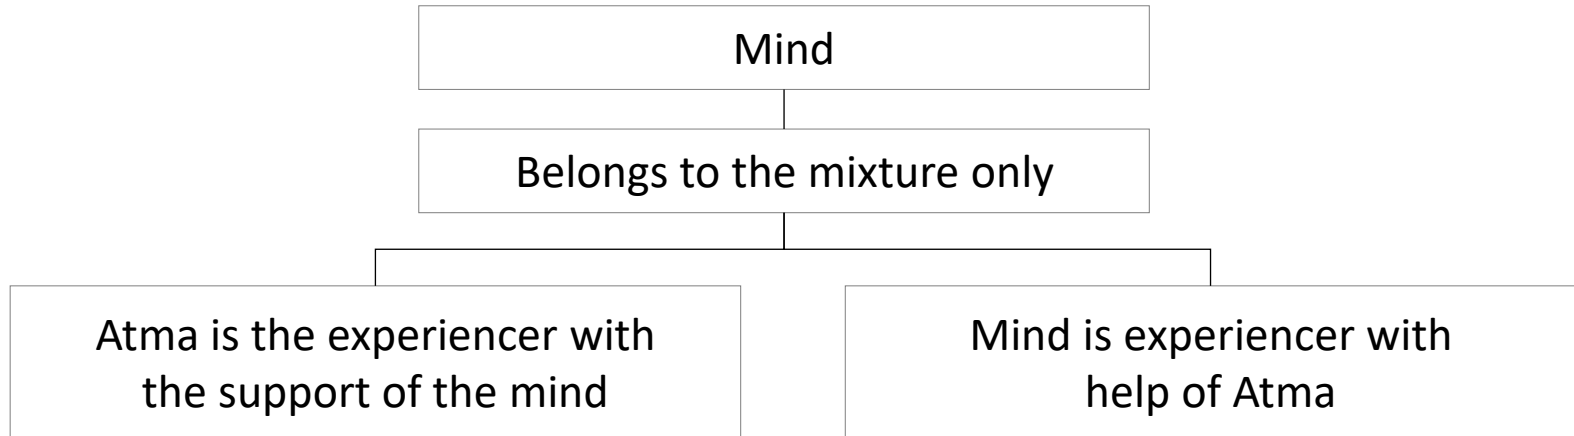 Mind
Belongs to the mixture only
Atma is the experiencer with
the support of the mind
Mind is experiencer with
help of Atma